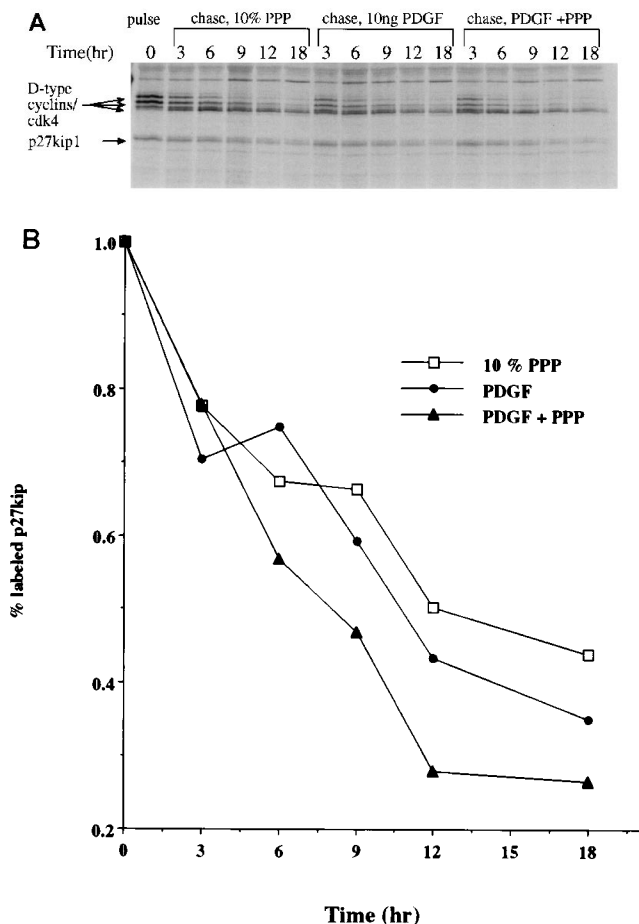 A
pulse chase, 10% PPP chase, 10ng PDGF chase, PDGF +PPP
Time(hr) 0 3 6 9 12 18 3 6 9 12 18 3 6 9 12 18
D-type
cyclins/
cdk4
p27kip1
B
1.0
0.8
0.6
0.4
0.2
% labeled p27kip
10 % PPP
PDGF
PDGF + PPP
0 3 6 9 12 15 18
Time (hr)